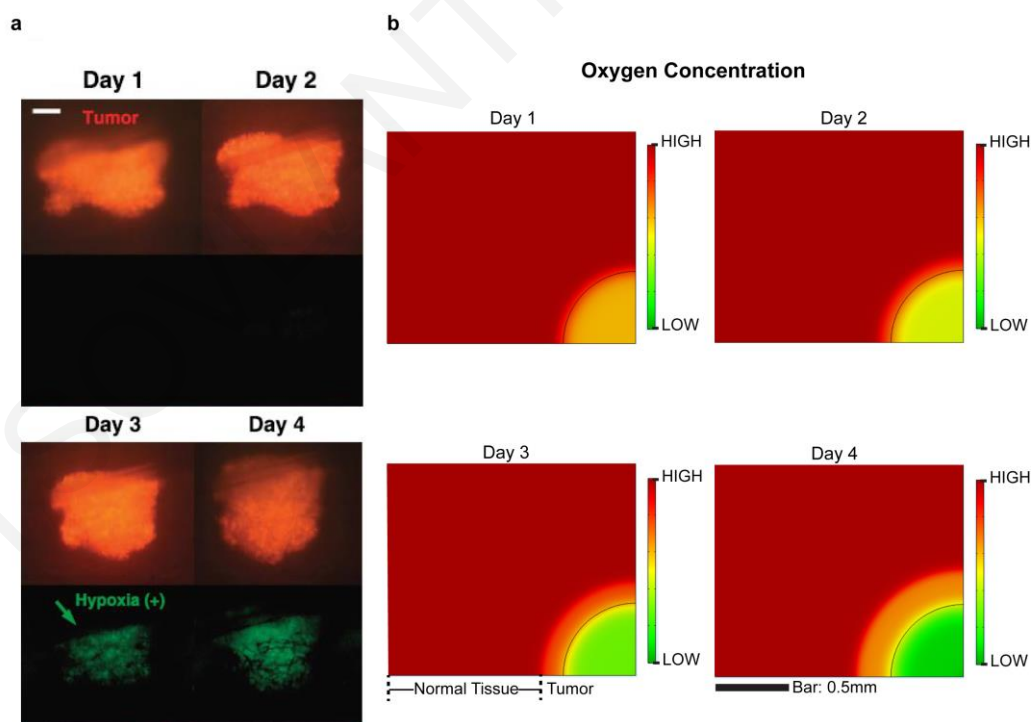 a
b
Day 1
Day 2
Tumor
Oxygen Concentration
Day 1
HIGH
LOW
Day 2
HIGH
LOW
Day 3
Day 4
Hypoxia (+)
Day 3
HIGH
LOW
Normal Tissue
Tumor
Day 4
HIGH
LOW
Bar: 0.5mm